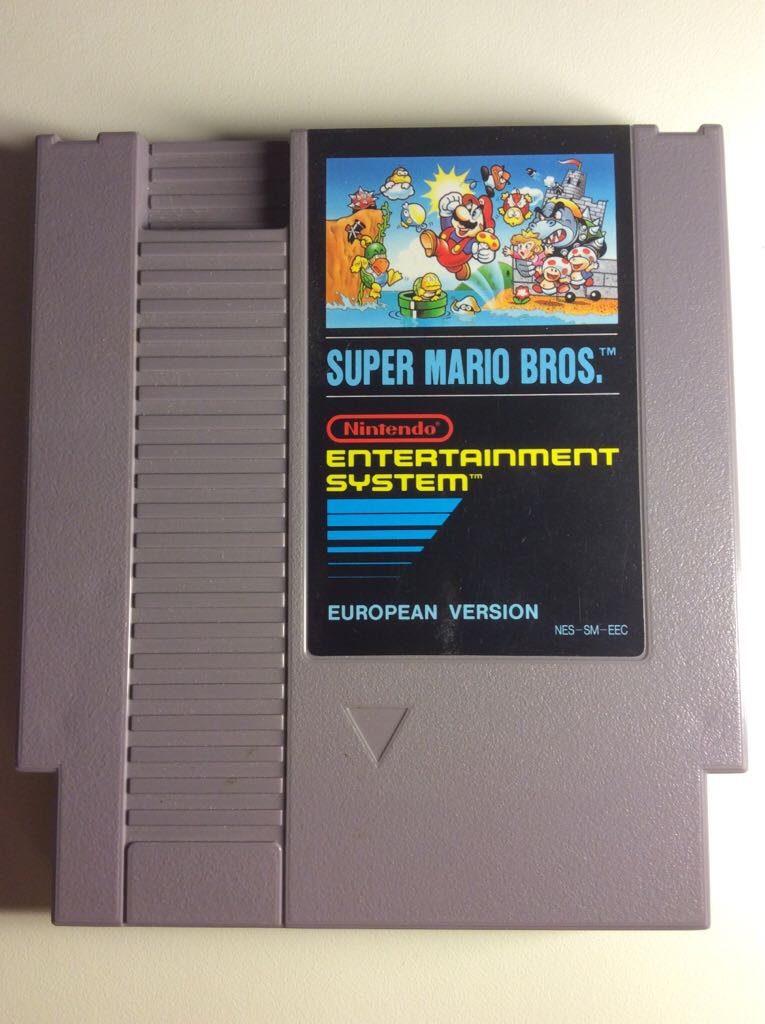 SUPER MARIO BROS.™
Nintendo®
ENTERTAINMENT
SYSTEM™
EUROPEAN VERSION
NES-SM-EEC